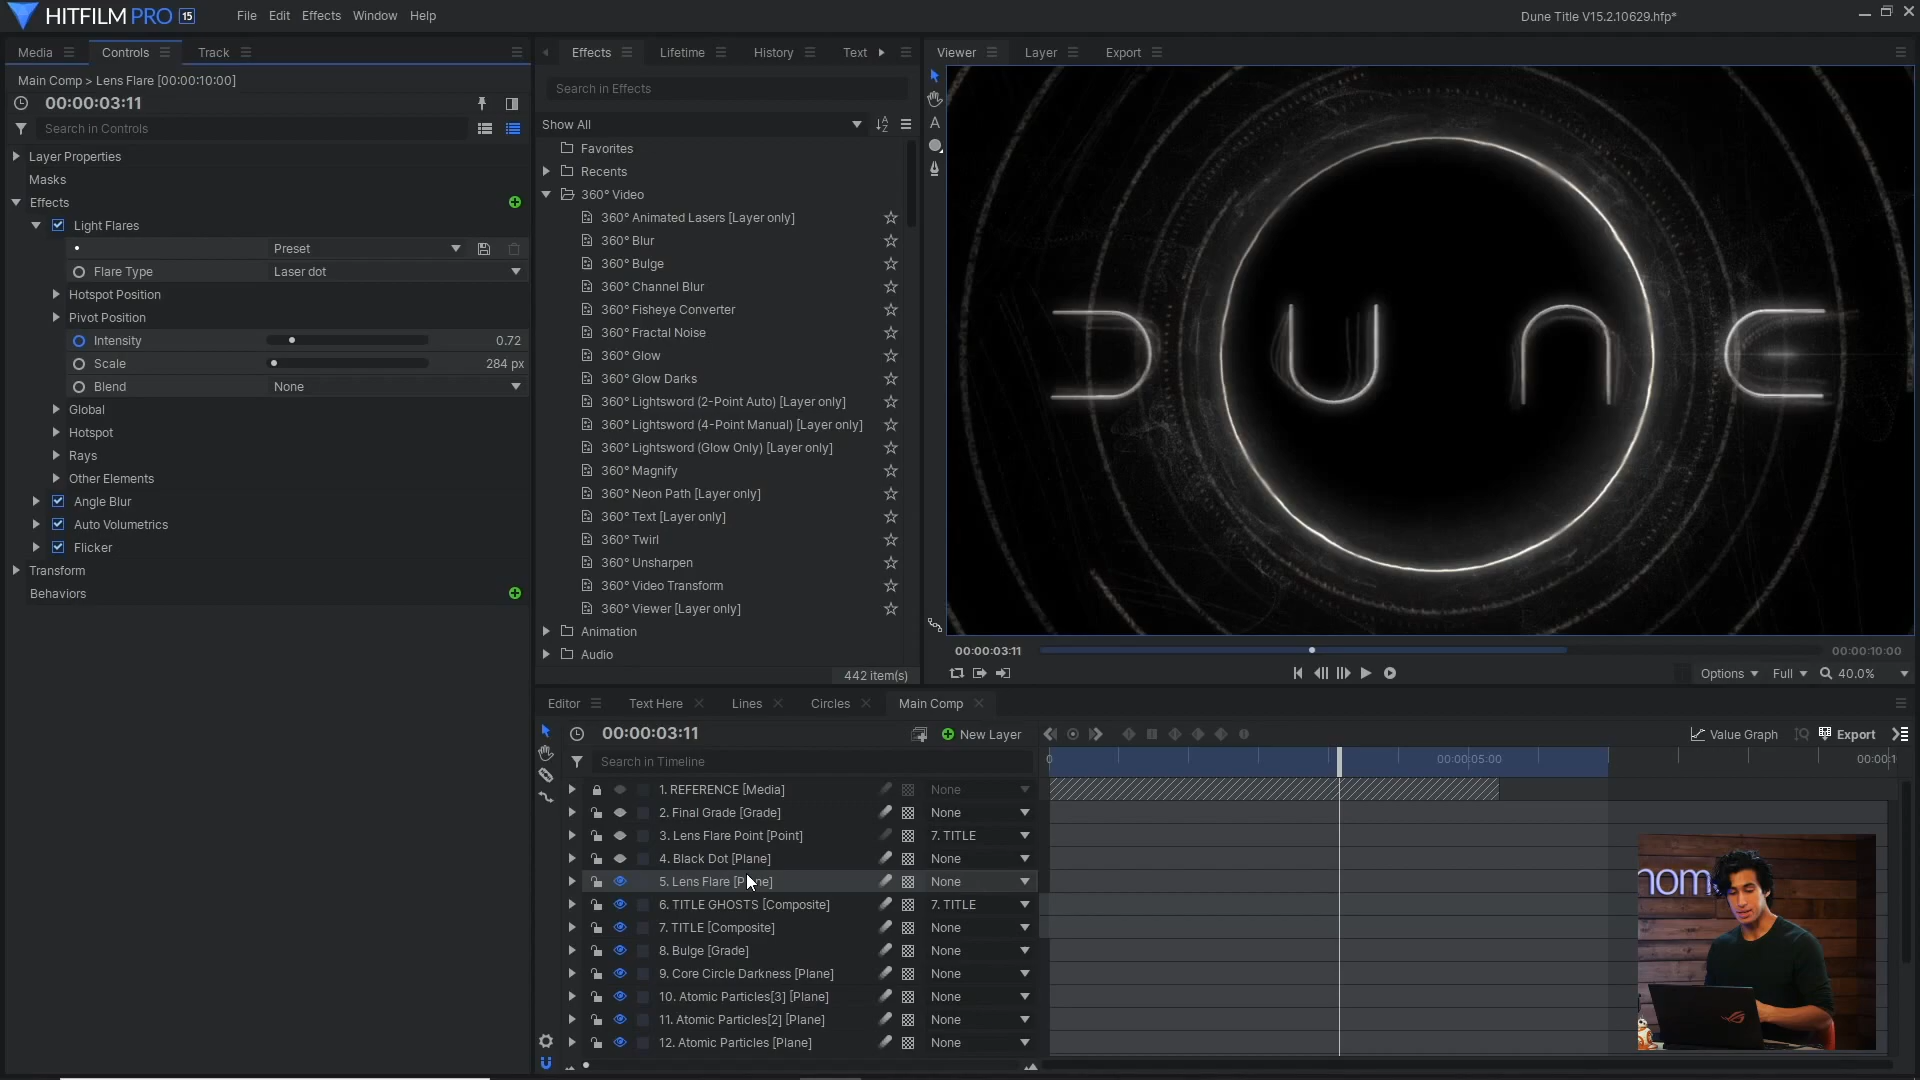 HITFILM PRO 15
File Edit Effects Window Help
Dune Title V15.2.10629.hfp*
Media Controls Track
Main Comp > Lens Flare [00:00:10:00]
00:00:03:11
Search in Controls
Layer Properties
Masks
Effects
Light Flares
Preset
Flare Type Laser dot
Hotspot Position
Pivot Position
Intensity 0.72
Scale 284 px
Blend None
Global
Hotspot
Rays
Other Elements
Angle Blur
Auto Volumetrics
Flicker
Transform
Behaviors
Effects Lifetime History Text
Search in Effects
Show All
Favorites
Recents
360° Video
360° Animated Lasers [Layer only]
360° Blur
360° Bulge
360° Channel Blur
360° Fisheye Converter
360° Fractal Noise
360° Glow
360° Glow Darks
360° Lightsword (2-Point Auto) [Layer only]
360° Lightsword (4-Point Manual) [Layer only]
360° Lightsword (Glow Only) [Layer only]
360° Magnify
360° Neon Path [Layer only]
360° Text [Layer only]
360° Twirl
360° Unsharpen
360° Video Transform
360° Viewer [Layer only]
Animation
Audio
442 item(s)
Viewer Layer Export
A
DUNE
00:00:03:11 00:00:10:00
Options Full 40.0%
Editor Text Here Lines Circles Main Comp
00:00:03:11 New Layer Value Graph Export
Search in Timeline
0 00:00:05:00 00:00:1
1. REFERENCE [Media] None
2. Final Grade [Grade] None
3. Lens Flare Point [Point] 7. TITLE
4. Black Dot [Plane] None
5. Lens Flare [Plane] None
6. TITLE GHOSTS [Composite] 7. TITLE
7. TITLE [Composite] None
8. Bulge [Grade] None
9. Core Circle Darkness [Plane] None
10. Atomic Particles[3] [Plane] None
11. Atomic Particles[2] [Plane] None
12. Atomic Particles [Plane] None
hom